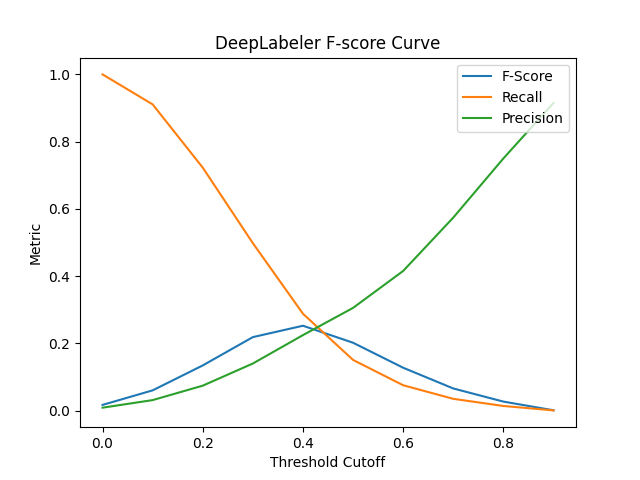 DeepLabeler F-score Curve
F-Score
Recall
Precision
1.0
0.8
0.6
0.4
0.2
0.0
Metric
0.0 0.2 0.4 0.6 0.8
Threshold Cutoff